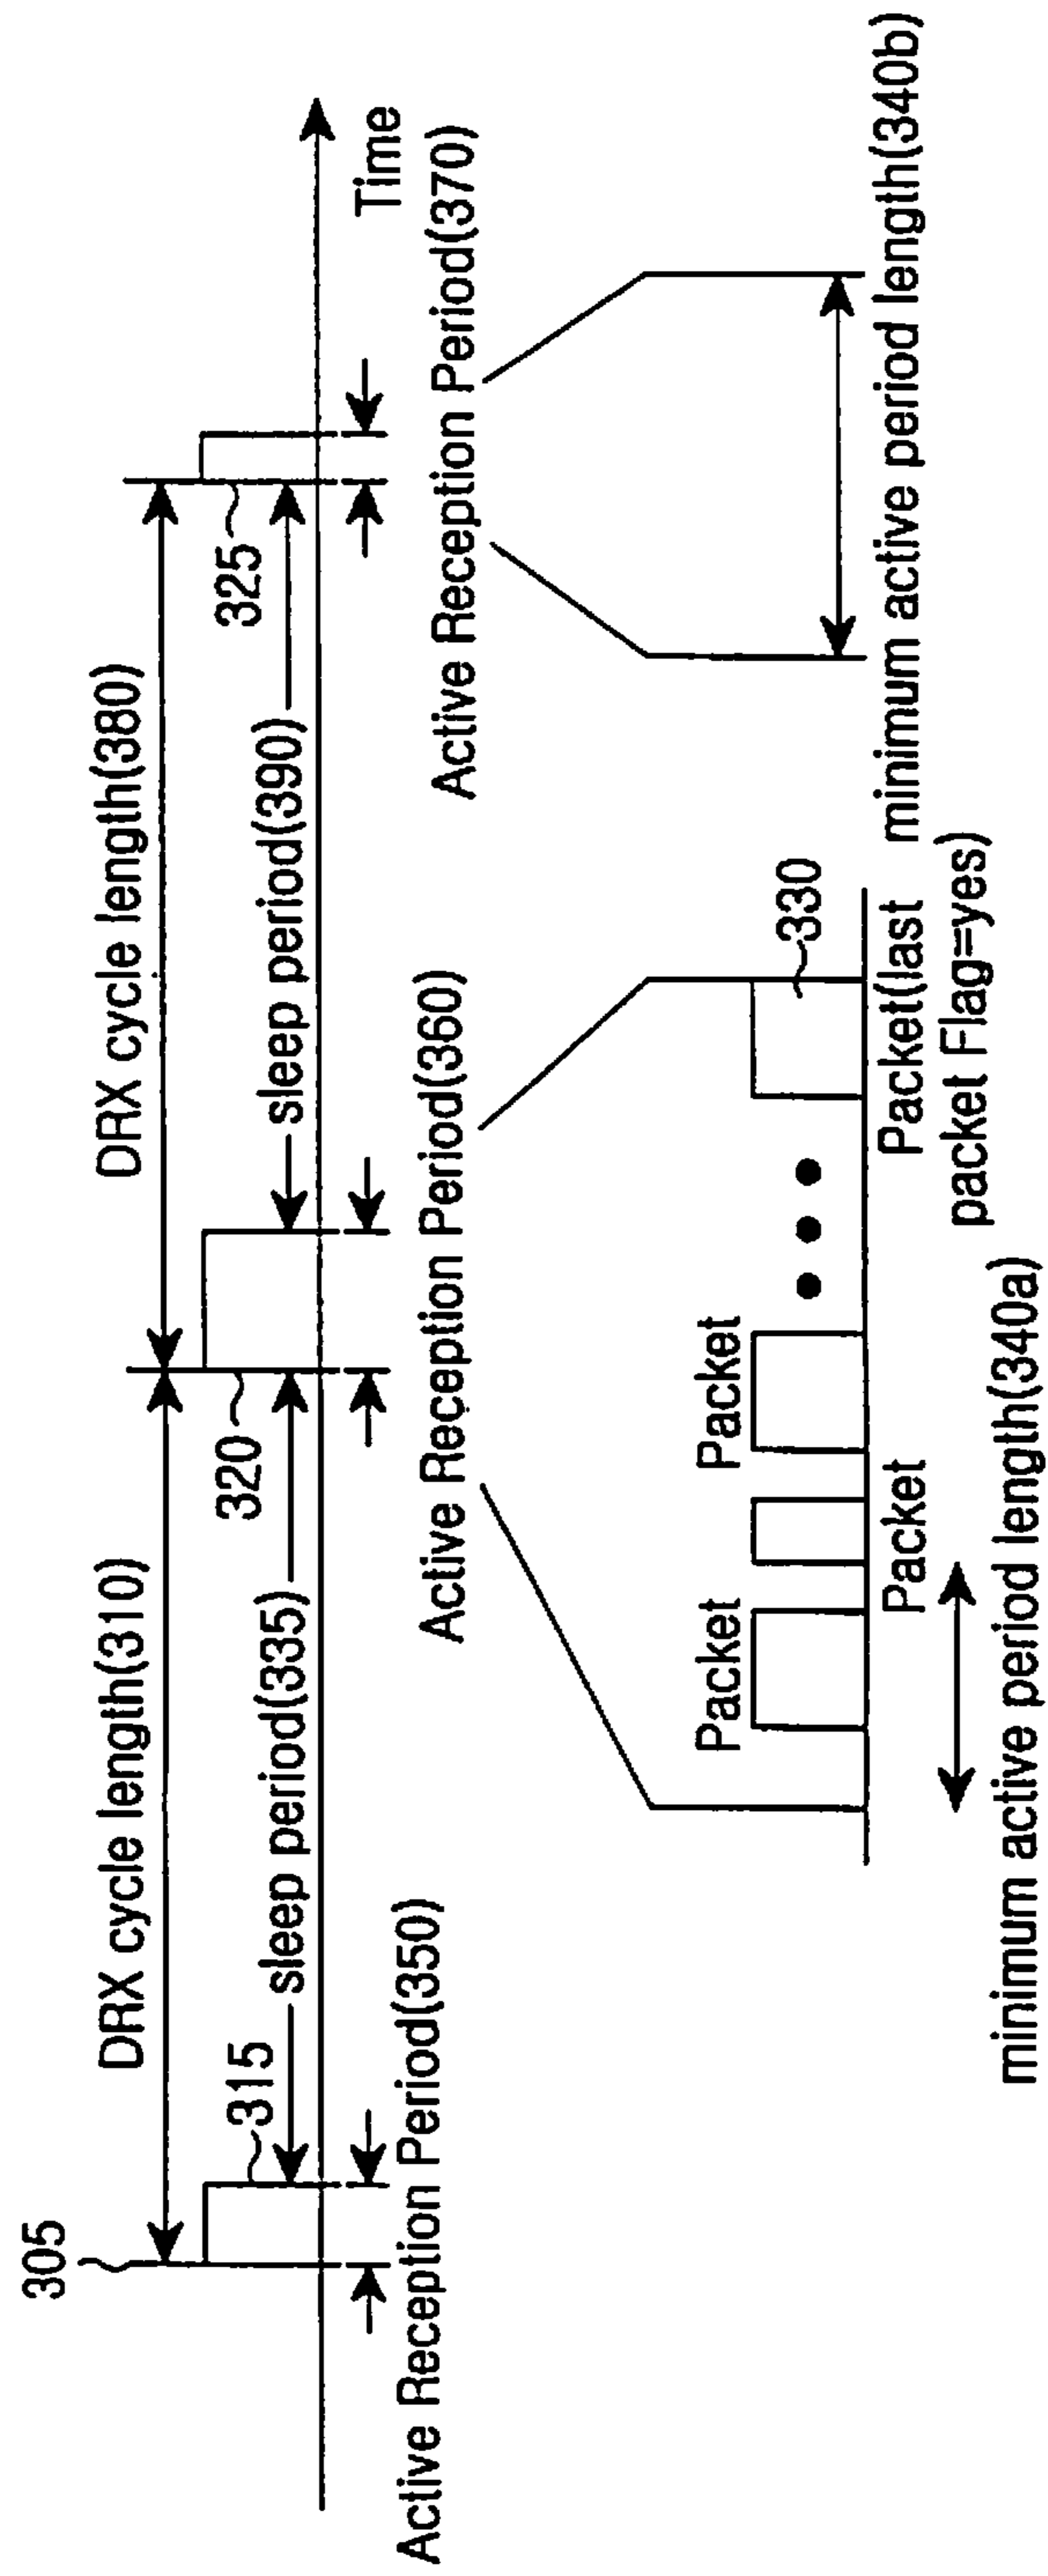 305
DRX cycle length(310)
DRX cycle length(380)
315
sleep period(335)
320
sleep period(390)
325
Time
Active Reception Period(350)
Active Reception Period(360)
Active Reception Period(370)
Packet
Packet
330
Packet
Packet(last
packet Flag=yes)
minimum active period length(340b)
minimum active period length(340a)